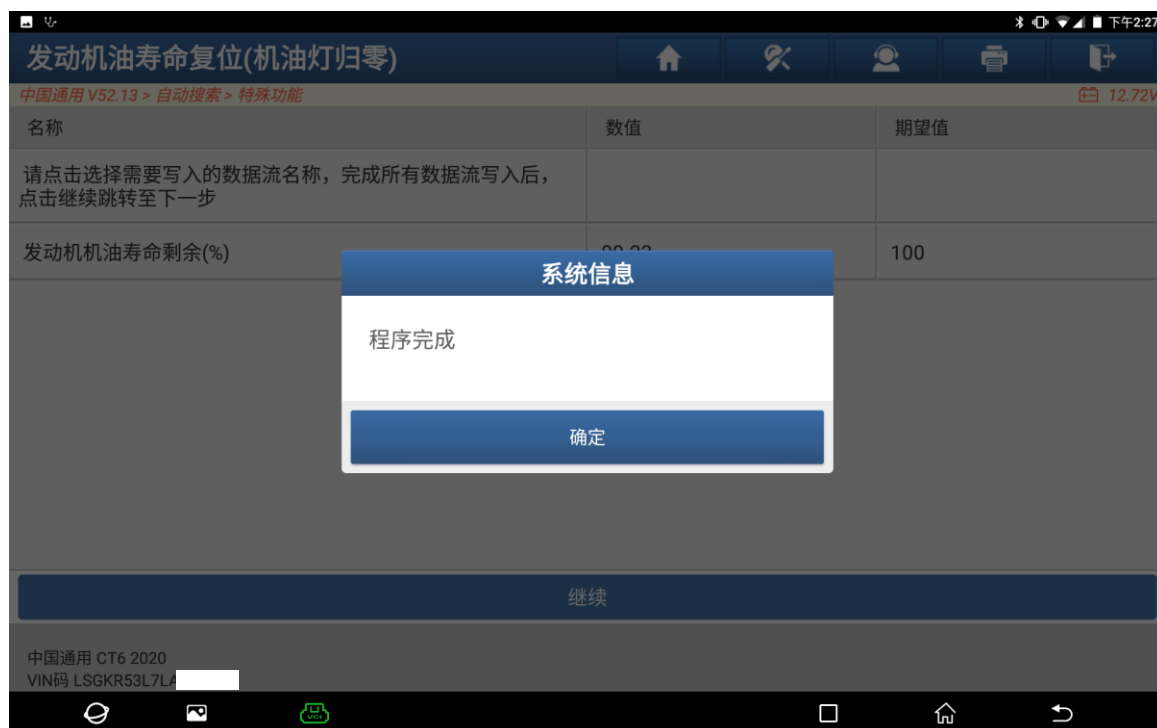 下午2:27
发动机油寿命复位(机油灯归零)
中国通用 V52.13 > 自动搜索 > 特殊功能
12.72V
名称 数值 期望值
请点击选择需要写入的数据流名称，完成所有数据流写入后，
点击继续跳转至下一步
发动机机油寿命剩余(%) 100
系统信息
程序完成
确定
继续
中国通用 CT6 2020
VIN码 LSGKR53L7LA
VCI